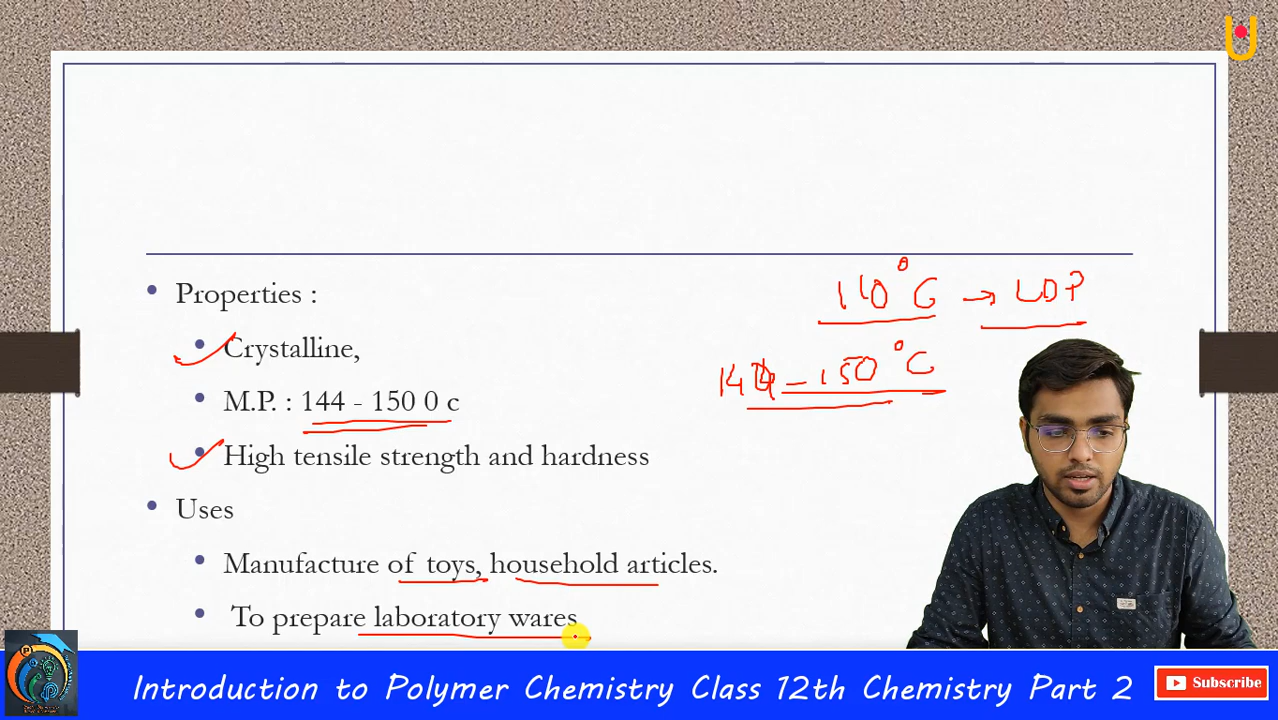 Properties :
110°C → LDP
Crystalline,
144 – 150°C
M.P. : 144 - 150 0 c
High tensile strength and hardness
Uses
Manufacture of toys, household articles.
To prepare laboratory wares
Introduction to Polymer Chemistry Class 12th Chemistry Part 2
Subscribe